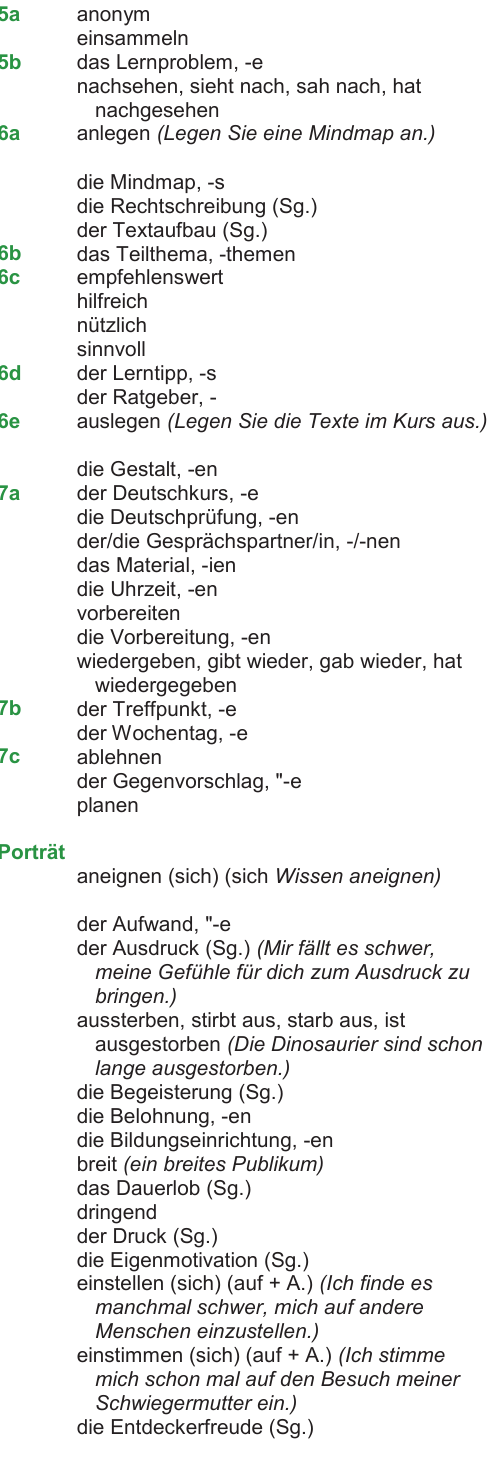 5a anonym
einsammeln
5b das Lernproblem, -e
nachsehen, sieht nach, sah nach, hat
nachgesehen
6a anlegen (Legen Sie eine Mindmap an.)
die Mindmap, -s
die Rechtschreibung (Sg.)
der Textaufbau (Sg.)
6b das Teilthema, -themen
6c empfehlenswert
hilfreich
nützlich
sinnvoll
6d der Lerntipp, -s
der Ratgeber, -
6e auslegen (Legen Sie die Texte im Kurs aus.)
die Gestalt, -en
7a der Deutschkurs, -e
die Deutschprüfung, -en
der/die Gesprächspartner/in, -/-nen
das Material, -ien
die Uhrzeit, -en
vorbereiten
die Vorbereitung, -en
wiedergeben, gibt wieder, gab wieder, hat
wiedergegeben
7b der Treffpunkt, -e
der Wochentag, -e
7c ablehnen
der Gegenvorschlag, "-e
planen
Porträt
aneignen (sich) (sich Wissen aneignen)
der Aufwand, "-e
der Ausdruck (Sg.) (Mir fällt es schwer,
meine Gefühle für dich zum Ausdruck zu
bringen.)
aussterben, stirbt aus, starb aus, ist
ausgestorben (Die Dinosaurier sind schon
lange ausgestorben.)
die Begeisterung (Sg.)
die Belohnung, -en
die Bildungseinrichtung, -en
breit (ein breites Publikum)
das Dauerlob (Sg.)
dringend
der Druck (Sg.)
die Eigenmotivation (Sg.)
einstellen (sich) (auf + A.) (Ich finde es
manchmal schwer, mich auf andere
Menschen einzustellen.)
einstimmen (sich) (auf + A.) (Ich stimme
mich schon mal auf den Besuch meiner
Schwiegermutter ein.)
die Entdeckerfreude (Sg.)